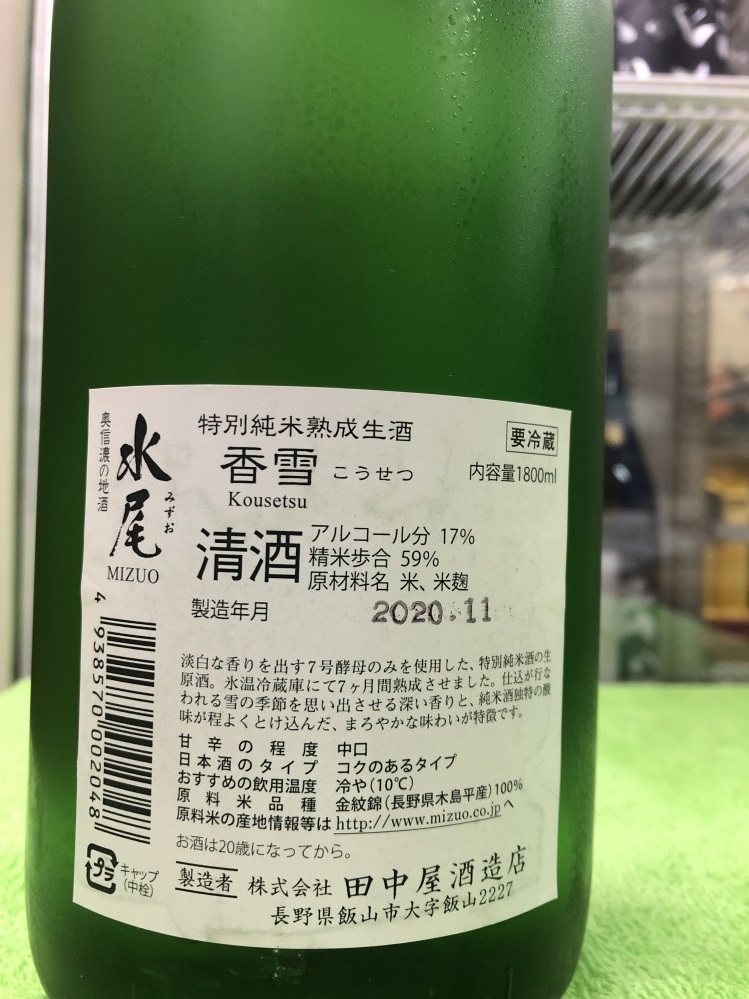 奥信濃の地酒
水尾
みずお
MIZUO
特別純米熟成生酒
要冷蔵
香雪 こうせつ
内容量1800ml
Kousetsu
清酒
アルコール分 17%
精米歩合 59%
原材料名 米、米麹
製造年月 2020.11
淡白な香りを出す7号酵母のみを使用した、特別純米酒の生
原酒。氷温冷蔵庫にて7ヶ月間熟成させました。仕込が行な
われる雪の季節を思い出させる深い香りと、純米酒独特の酸
味が程よくとけ込んだ、まろやかな味わいが特徴です。
甘辛の程度 中口
日本酒のタイプ コクのあるタイプ
おすすめの飲用温度 冷や(10℃)
原料米品種 金紋錦(長野県木島平産)100%
原料米の産地情報等は http://www.mizuo.co.jp へ
お酒は20歳になってから。
4 938570 002048
プラ
キャップ
(中栓)
製造者 株式会社 田中屋酒造店
長野県飯山市大字飯山2227